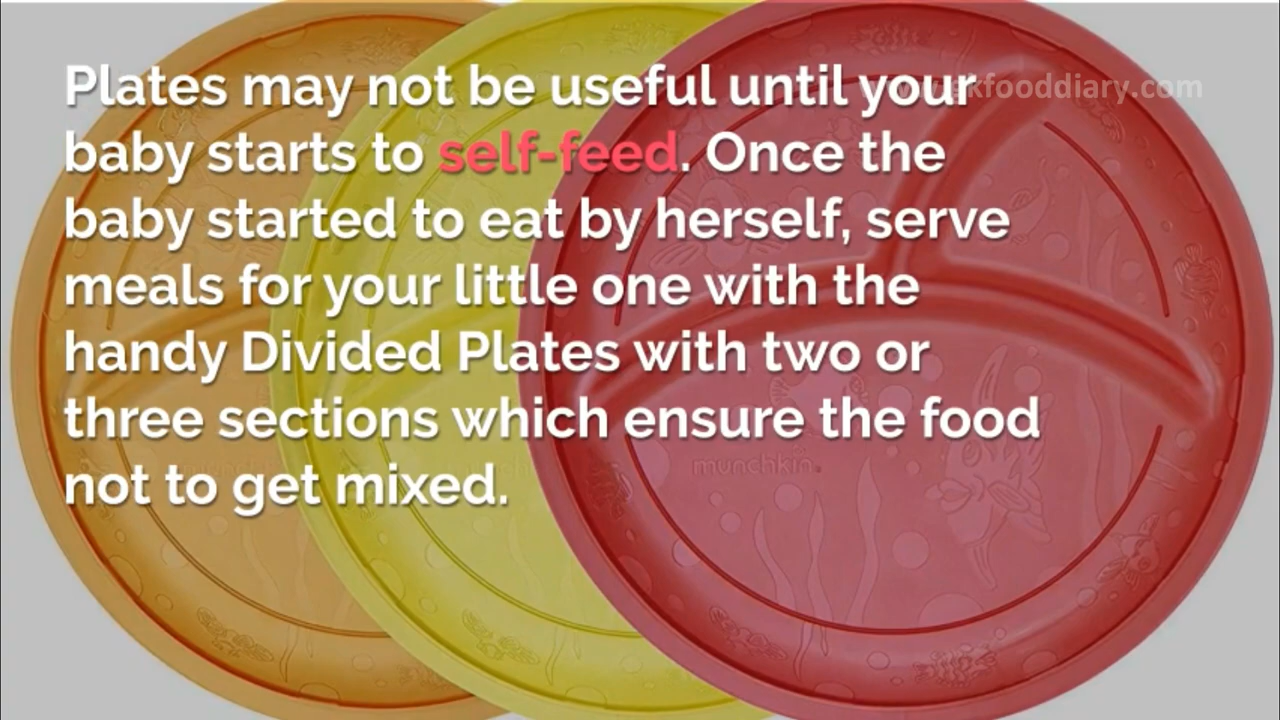 Plates may not be useful until your
baby starts to self-feed. Once the
baby started to eat by herself, serve
meals for your little one with the
handy Divided Plates with two or
three sections which ensure the food
not to get mixed.
munchkin.